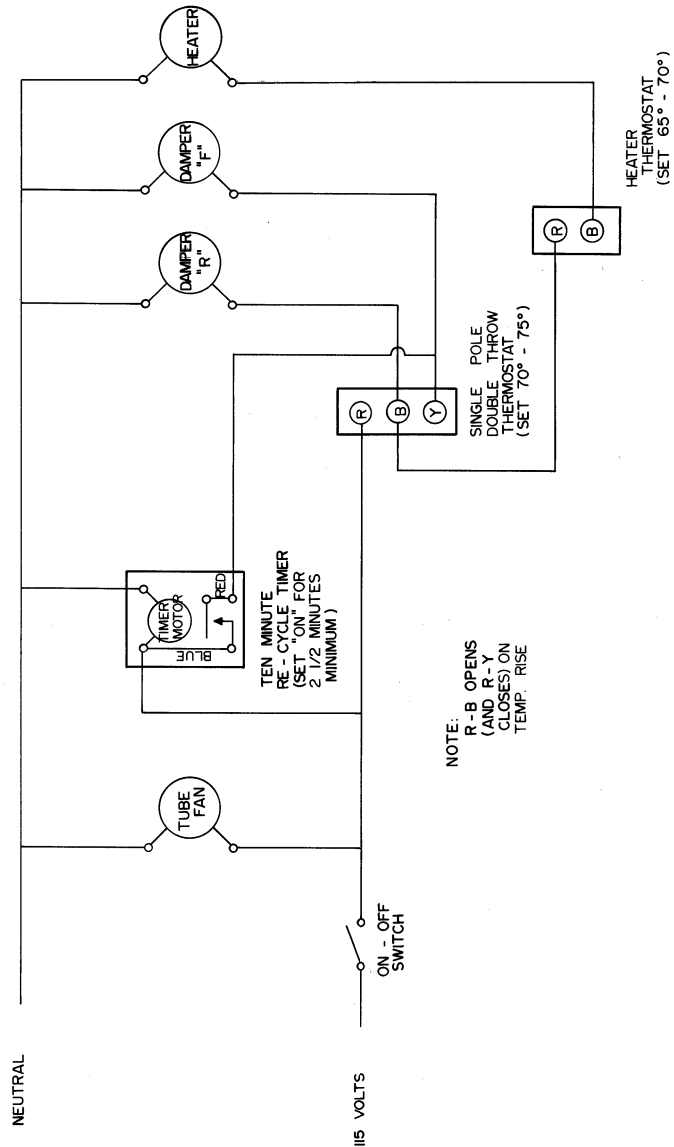 NEUTRAL
115 VOLTS
ON - OFF
SWITCH
TUBE
FAN
TIMER
MOTOR
BLUE
RED
TEN MINUTE
RE - CYCLE TIMER
(SET "ON" FOR
2 1/2 MINUTES
MINIMUM)
NOTE:
R - B OPENS
(AND R - Y
CLOSES) ON
TEMP. RISE
DAMPER
"R"
DAMPER
"F"
HEATER
R
B
Y
SINGLE POLE
DOUBLE THROW
THERMOSTAT
(SET 70° - 75°)
R
B
HEATER
THERMOSTAT
(SET 65° - 70°)